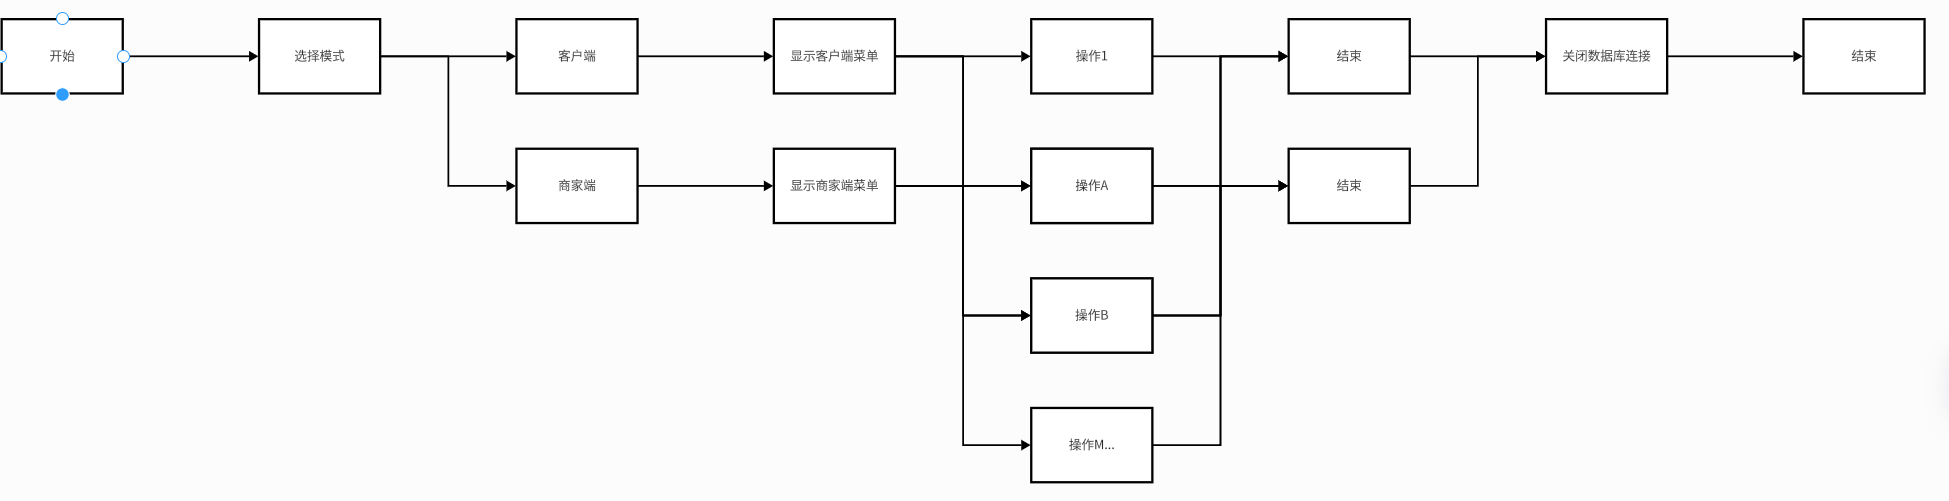 开始
选择模式
客户端
显示客户端菜单
操作1
结束
关闭数据库连接
结束
商家端
显示商家端菜单
操作A
结束
操作B
操作M...